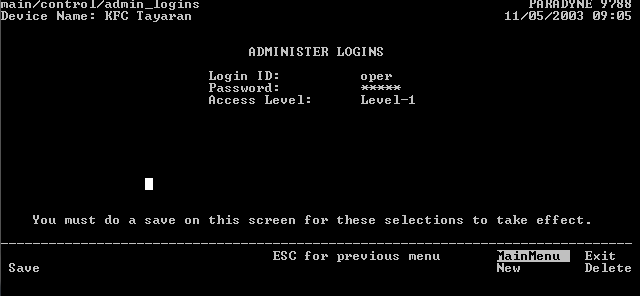 main/control/admin_logins PARADYNE 9788
Device Name: KFC Tayaran 11/05/2003 09:05
ADMINISTER LOGINS
Login ID: oper
Password: *****
Access Level: Level-1
You must do a save on this screen for these selections to take effect.
ESC for previous menu MainMenu Exit
Save New Delete